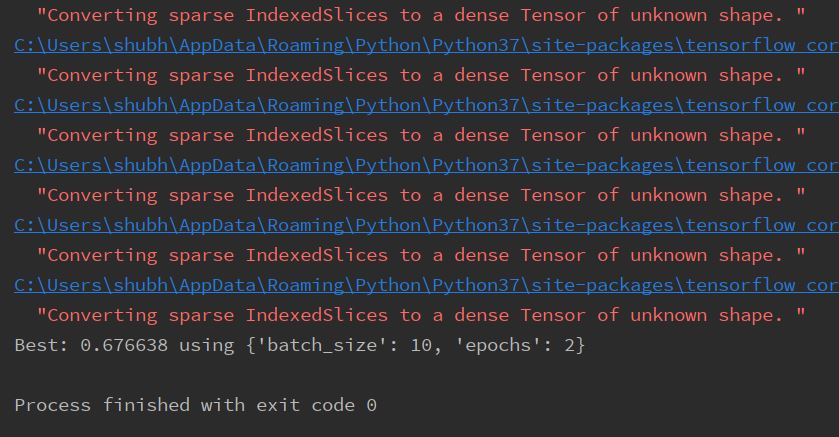 "Converting sparse IndexedSlices to a dense Tensor of unknown shape. "
C:\Users\shubh\AppData\Roaming\Python\Python37\site-packages\tensorflow_cor
"Converting sparse IndexedSlices to a dense Tensor of unknown shape. "
C:\Users\shubh\AppData\Roaming\Python\Python37\site-packages\tensorflow_cor
"Converting sparse IndexedSlices to a dense Tensor of unknown shape. "
C:\Users\shubh\AppData\Roaming\Python\Python37\site-packages\tensorflow_cor
"Converting sparse IndexedSlices to a dense Tensor of unknown shape. "
C:\Users\shubh\AppData\Roaming\Python\Python37\site-packages\tensorflow_cor
"Converting sparse IndexedSlices to a dense Tensor of unknown shape. "
C:\Users\shubh\AppData\Roaming\Python\Python37\site-packages\tensorflow_cor
"Converting sparse IndexedSlices to a dense Tensor of unknown shape. "
Best: 0.676638 using {'batch_size': 10, 'epochs': 2}
Process finished with exit code 0